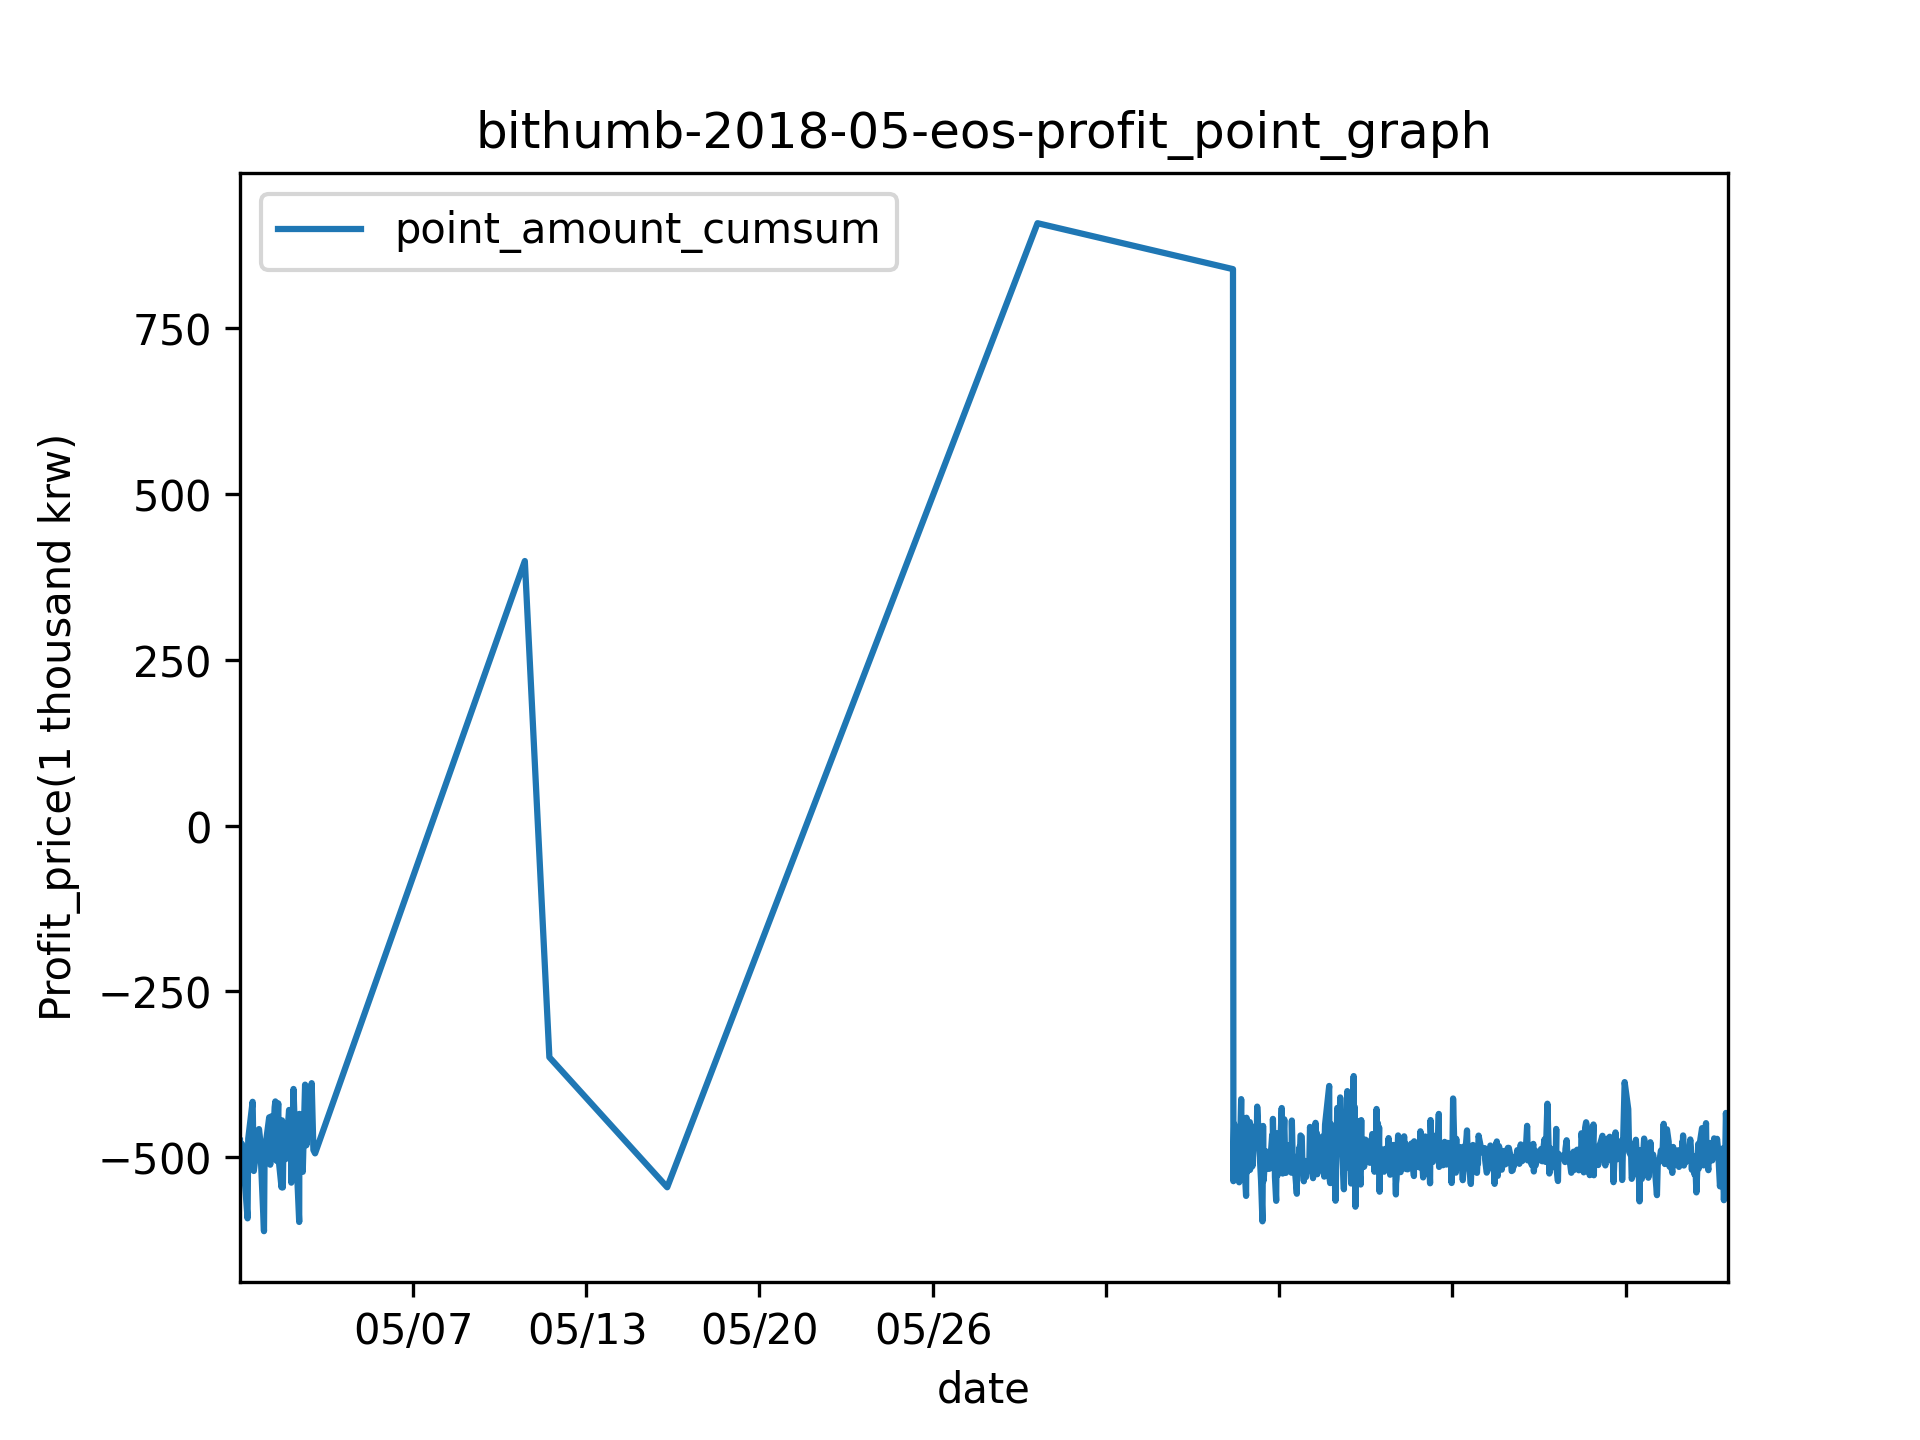 bithumb-2018-05-eos-profit_point_graph
point_amount_cumsum
Profit_price(1 thousand krw)
750
500
250
0
−250
−500
05/07 05/13 05/20 05/26
date